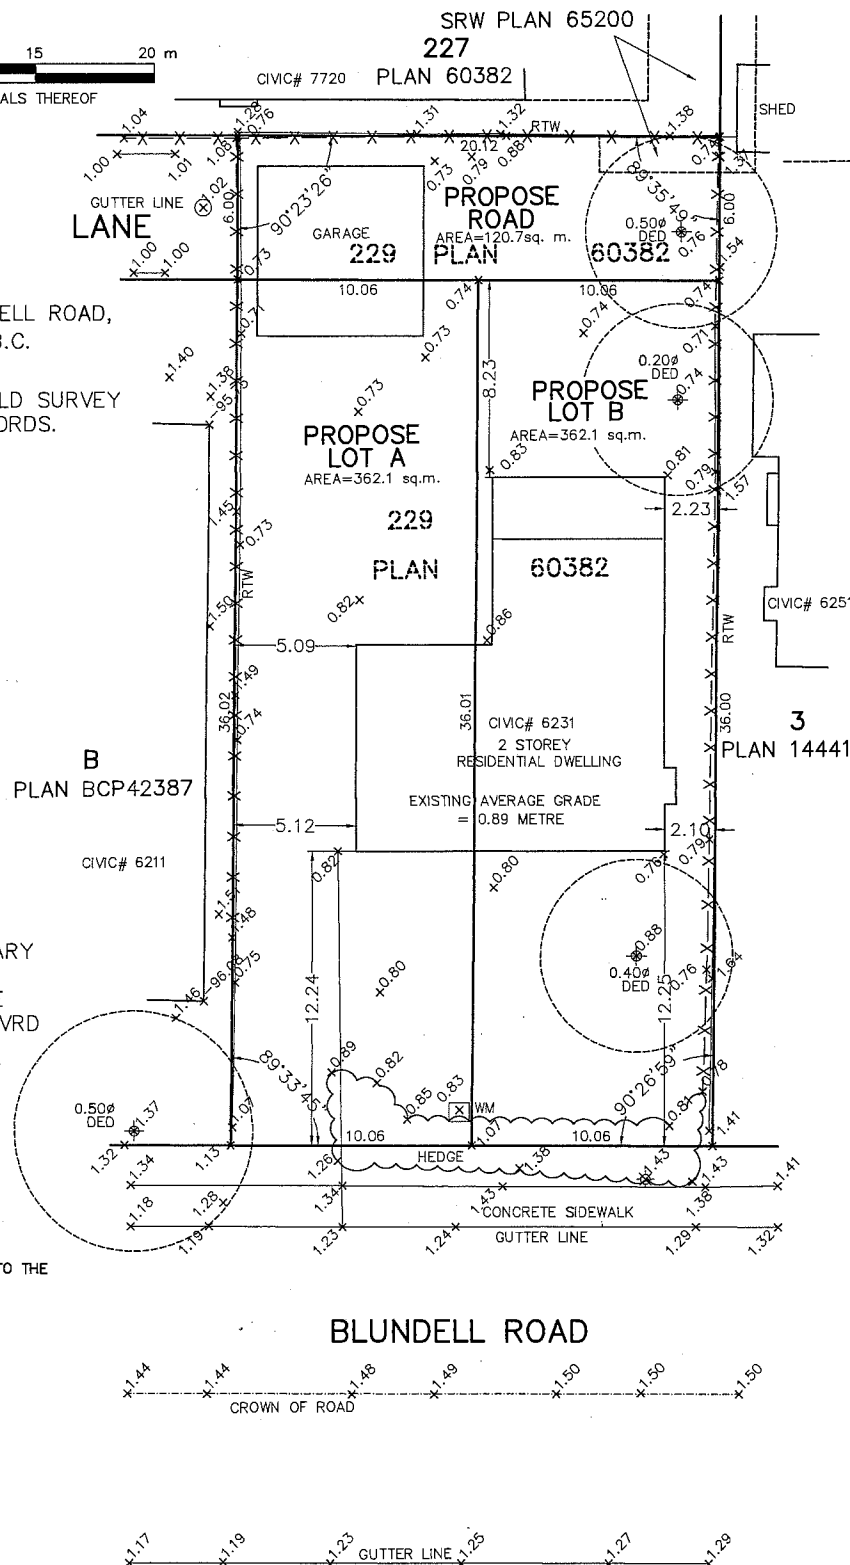 SRW PLAN 65200
15 20 m
227
CIVIC# 7720 PLAN 60382
ALS THEREOF
SHED
1.04
1.28
0.76
1.31
1.32
RTW
1.38
1.00
1.01
1.08
20.12
0.88
0.73
0.79
0.74
1.37
GUTTER LINE
1.02
6.00
90°23'26"
PROPOSE
ROAD
AREA=120.7sq. m.
89°35'49"
6.00
LANE
GARAGE
0.50ø
DED
0.76
229 PLAN 60382
1.54
1.00
1.00
0.73
10.06
0.74
10.06
0.74
ELL ROAD,
B.C.
0.71
0.73
0.74
0.71
1.40
8.23
0.20ø
DED
0.74
LD SURVEY
ORDS.
1.38
0.73
PROPOSE
LOT B
AREA=362.1 sq.m.
PROPOSE
LOT A
AREA=362.1 sq.m.
0.83
0.81
0.79
1.57
1.45
229
2.23
0.73
PLAN 60382
RTW
0.82
CIVIC# 6251
1.50
0.86
RTW
5.09
1.49
36.02
0.74
36.01
CIVIC# 6231
2 STOREY
RESIDENTIAL DWELLING
36.00
3
PLAN 14441
B
PLAN BCP42387
EXISTING AVERAGE GRADE
= 0.89 METRE
5.12
2.10
CIVIC# 6211
0.82
0.80
0.76
0.79
1.51
1.48
ARY
0.88
0.40ø
DED
0.76
1.64
96.08
0.75
0.80
12.24
12.25
1.46
VRD
89°33'45"
0.89
0.82
90°26'59"
0.78
0.50ø
DED
1.37
1.07
0.85
0.83
WM
0.81
1.41
1.32
1.13
10.06
1.07
10.06
HEDGE
1.34
1.26
1.38
1.43
1.43
1.41
1.18
1.28
1.34
1.43
1.38
CONCRETE SIDEWALK
1.19
1.23
1.24
GUTTER LINE
1.29
1.32
TO THE
BLUNDELL ROAD
1.44
1.44
1.48
1.49
1.50
1.50
1.50
CROWN OF ROAD
1.17
1.19
1.23
GUTTER LINE
1.25
1.27
1.29